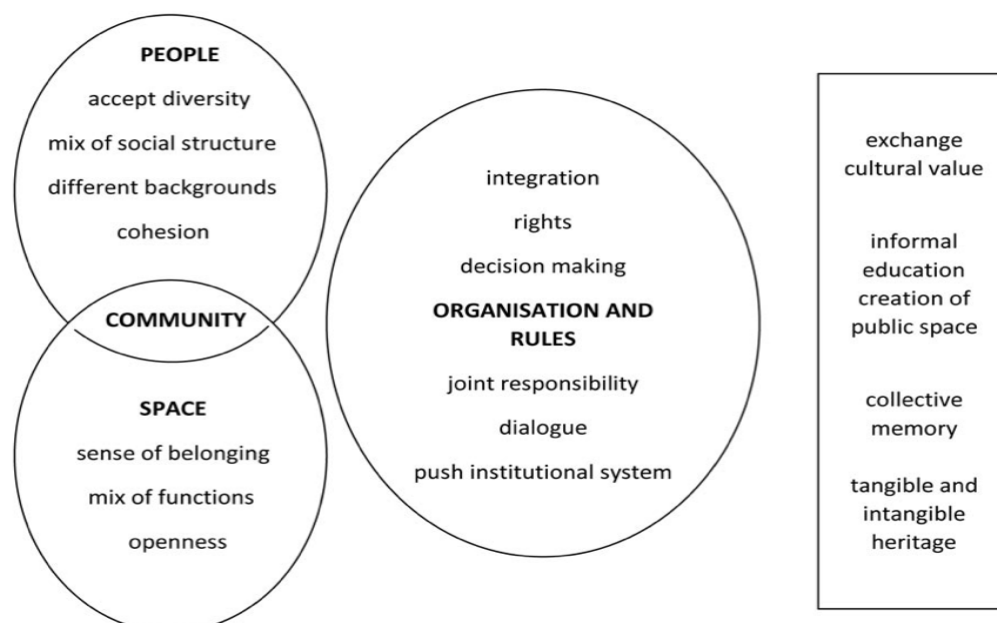 PEOPLE
accept diversity
mix of social structure
different backgrounds
cohesion
COMMUNITY
SPACE
sense of belonging
mix of functions
openness
integration
rights
decision making
ORGANISATION AND
RULES
joint responsibility
dialogue
push institutional system
exchange
cultural value
informal
education
creation of
public space
collective
memory
tangible and
intangible
heritage